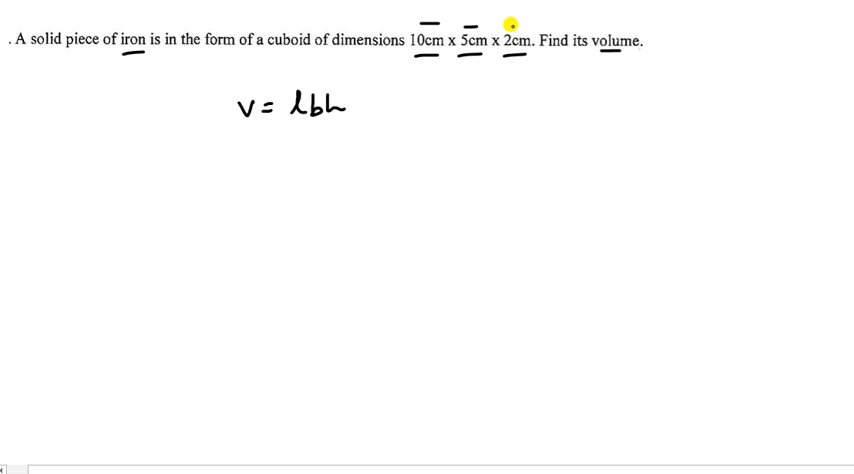 . A solid piece of iron is in the form of a cuboid of dimensions 10cm x 5cm x 2cm. Find its volume.
v = lbh